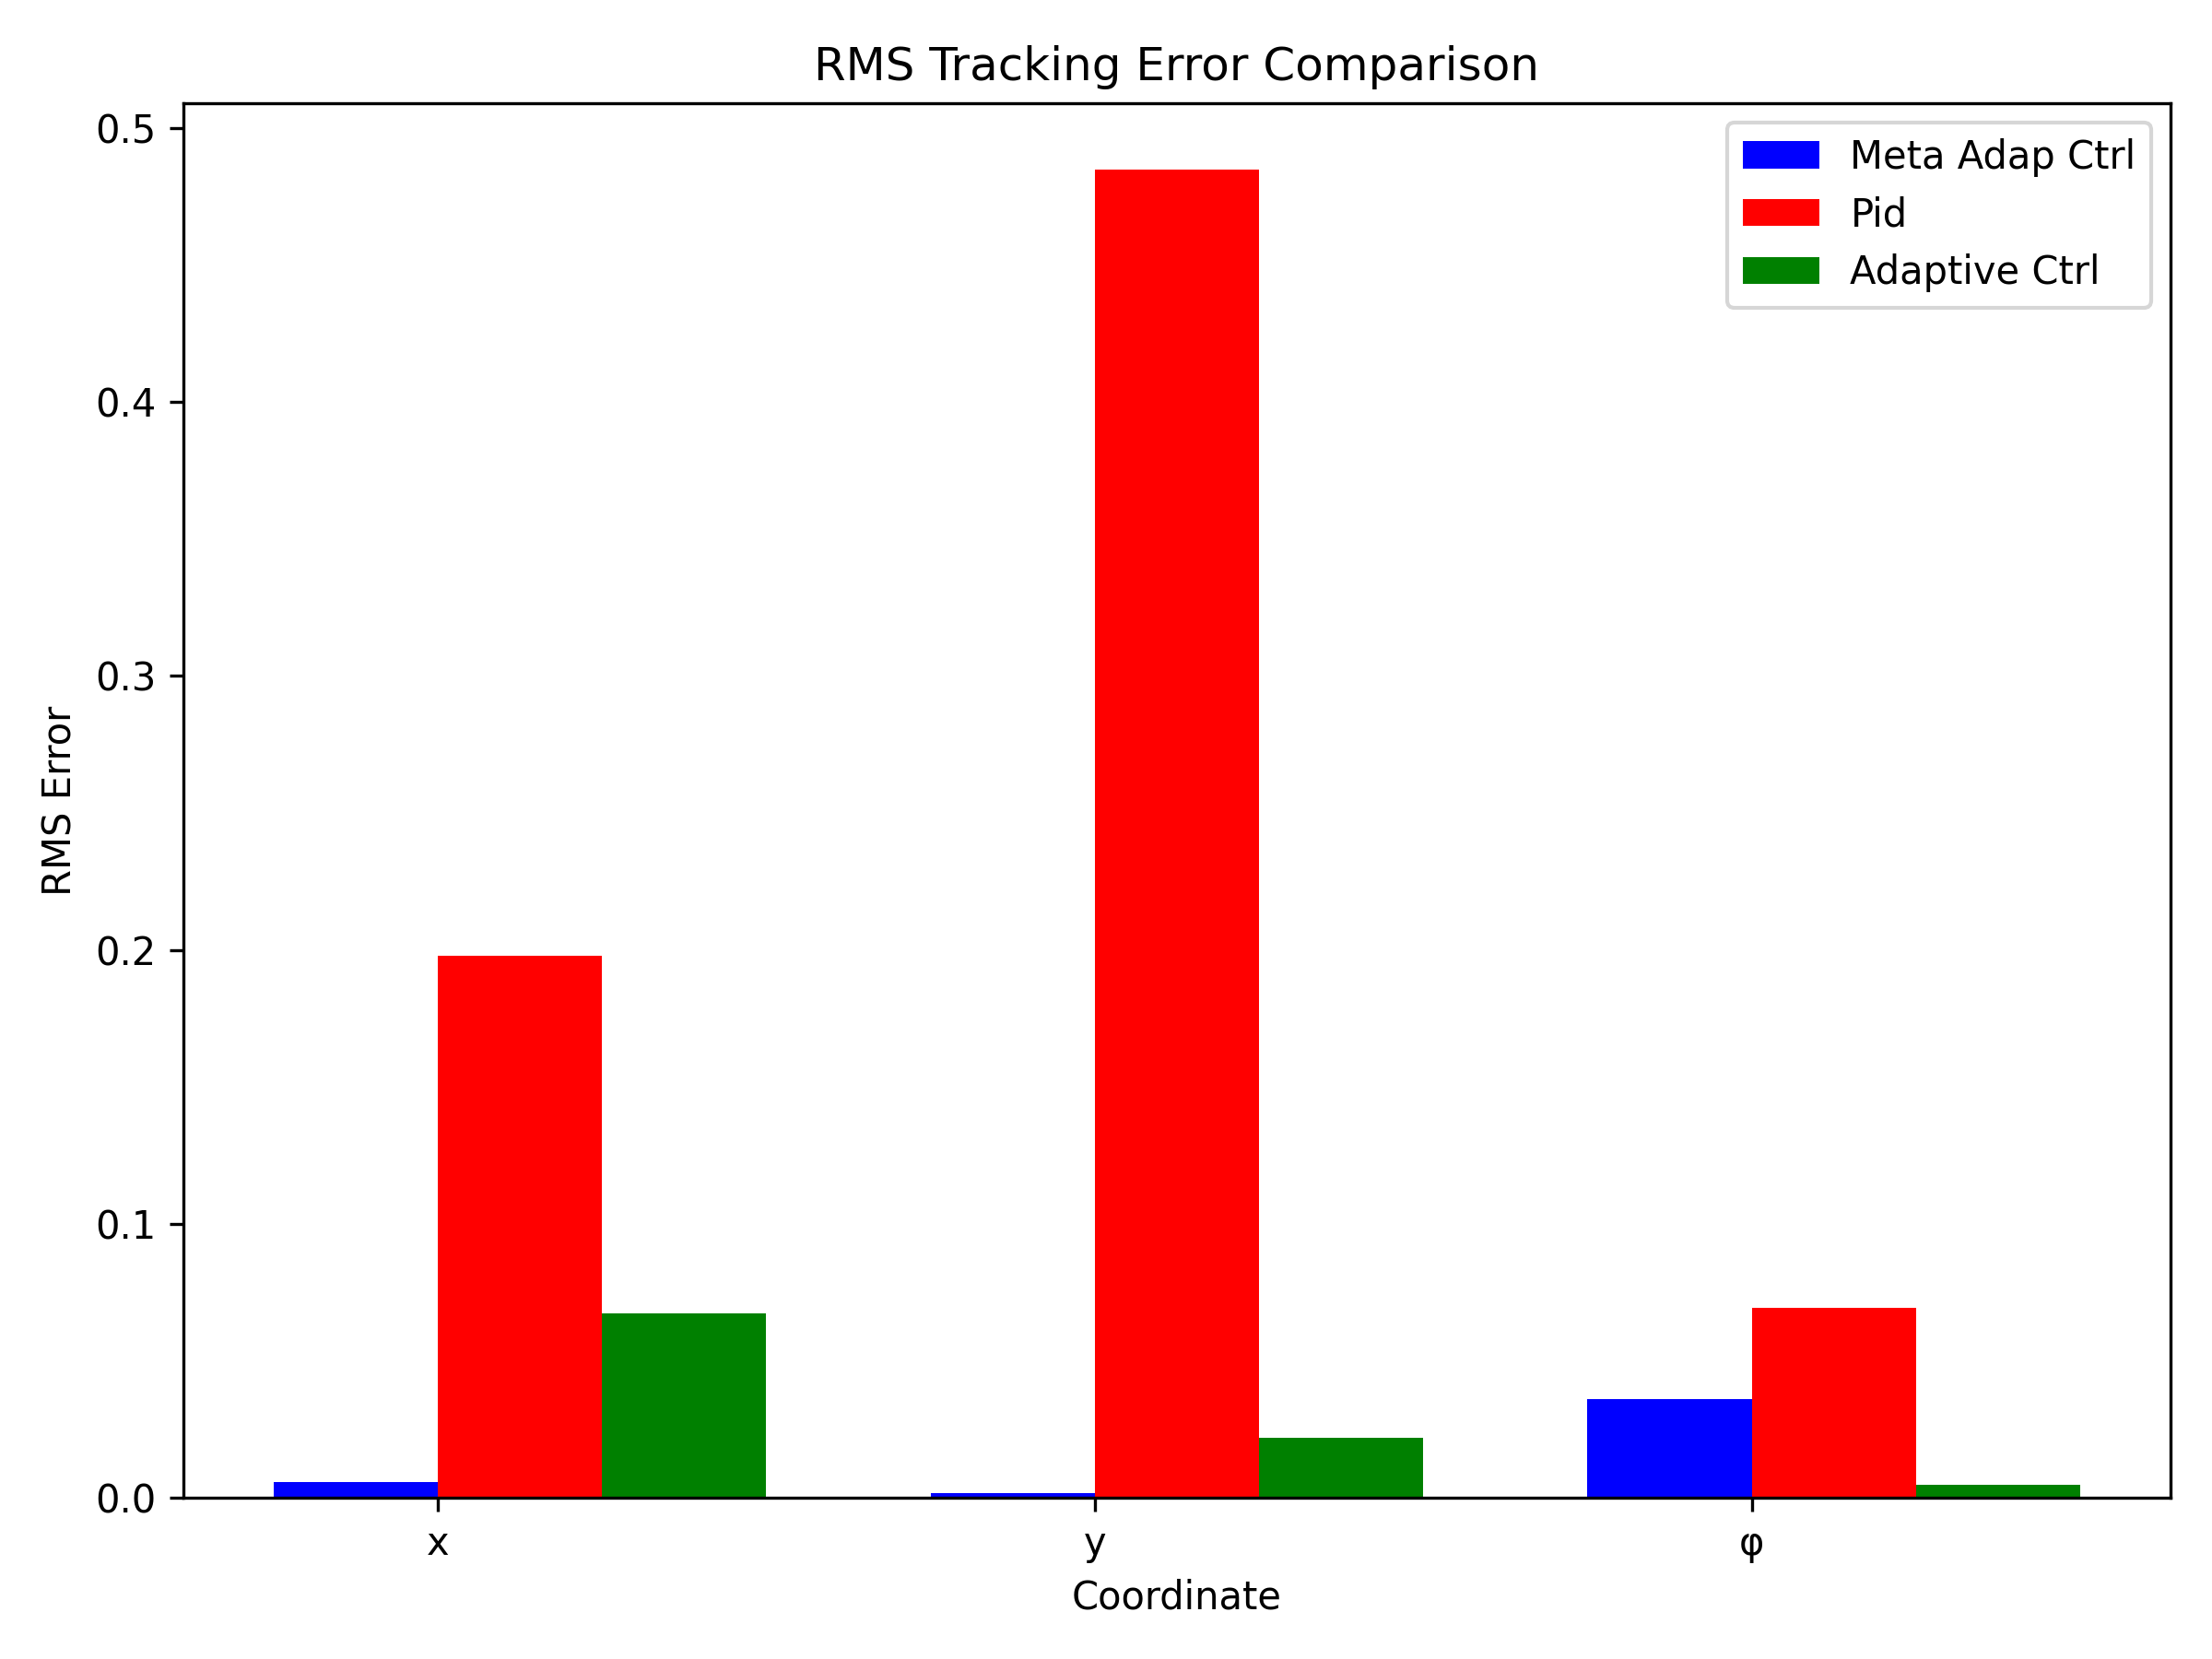 RMS Tracking Error Comparison
0.5
0.4
0.3
0.2
0.1
0.0
RMS Error
Meta Adap Ctrl
Pid
Adaptive Ctrl
x
y
φ
Coordinate